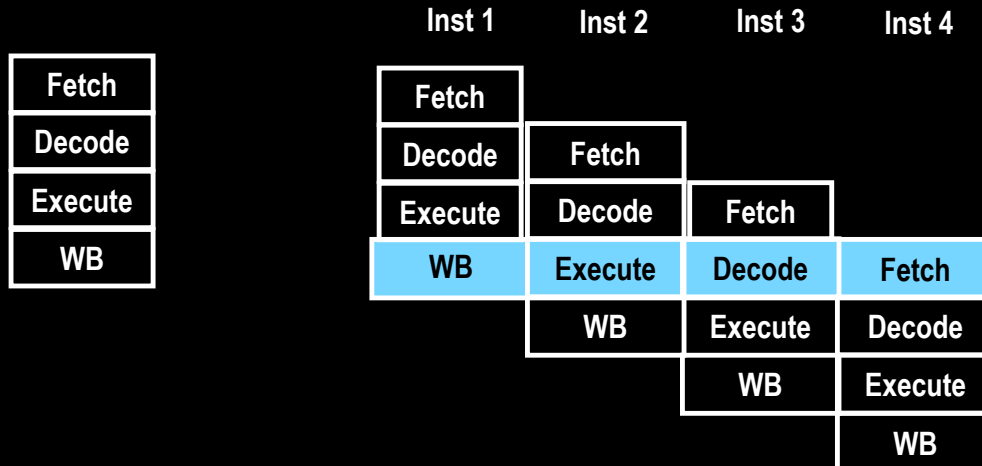 Inst 1 Inst 2 Inst 3 Inst 4
Fetch Fetch
Decode Decode Fetch
Execute Execute Decode Fetch
WB WB Execute Decode Fetch
WB Execute Decode
WB Execute
WB